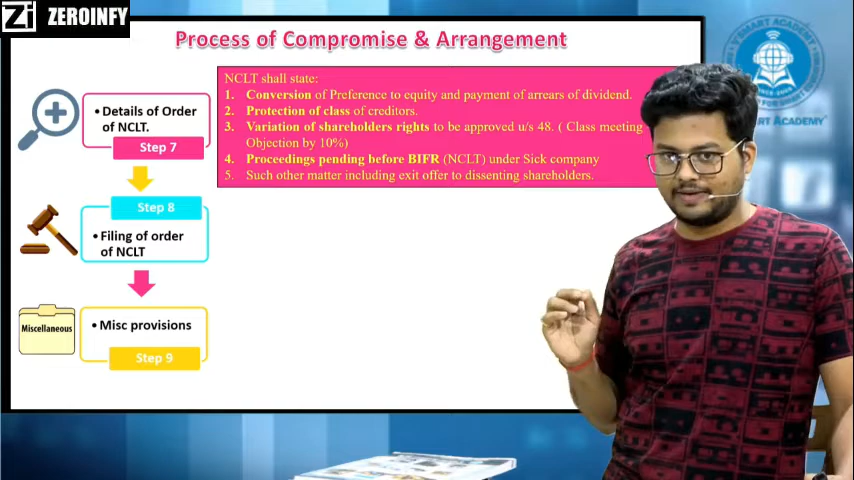 Zi ZEROINFY
Process of Compromise & Arrangement
NCLT shall state:
1. Conversion of Preference to equity and payment of arrears of dividend.
2. Protection of class of creditors.
3. Variation of shareholders rights to be approved u/s 48. ( Class meeting
Objection by 10%)
4. Proceedings pending before BIFR (NCLT) under Sick company
5. Such other matter including exit offer to dissenting shareholders.
• Details of Order
of NCLT.
Step 7
Step 8
• Filing of order
of NCLT
Miscellaneous
• Misc provisions
Step 9
SMART ACADEMY